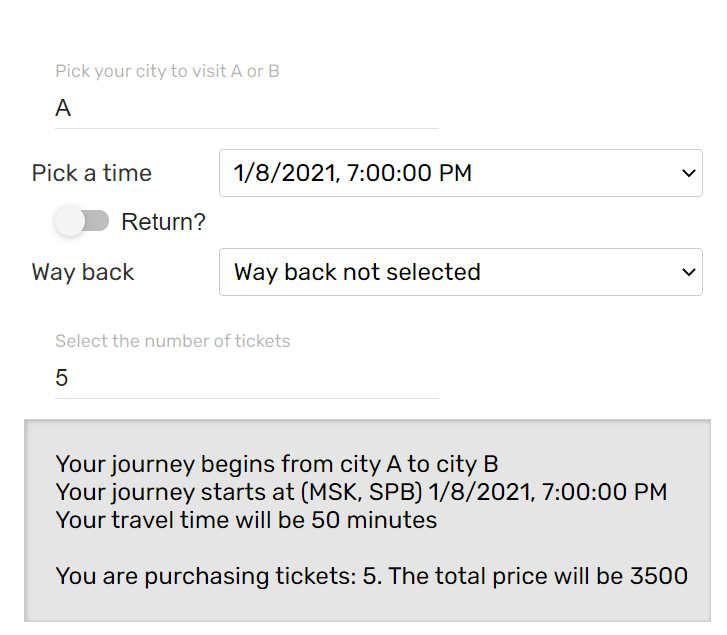 Pick your city to visit A or B
A
Pick a time
1/8/2021, 7:00:00 PM
Return?
Way back
Way back not selected
Select the number of tickets
5
Your journey begins from city A to city B
Your journey starts at (MSK, SPB) 1/8/2021, 7:00:00 PM
Your travel time will be 50 minutes
You are purchasing tickets: 5. The total price will be 3500